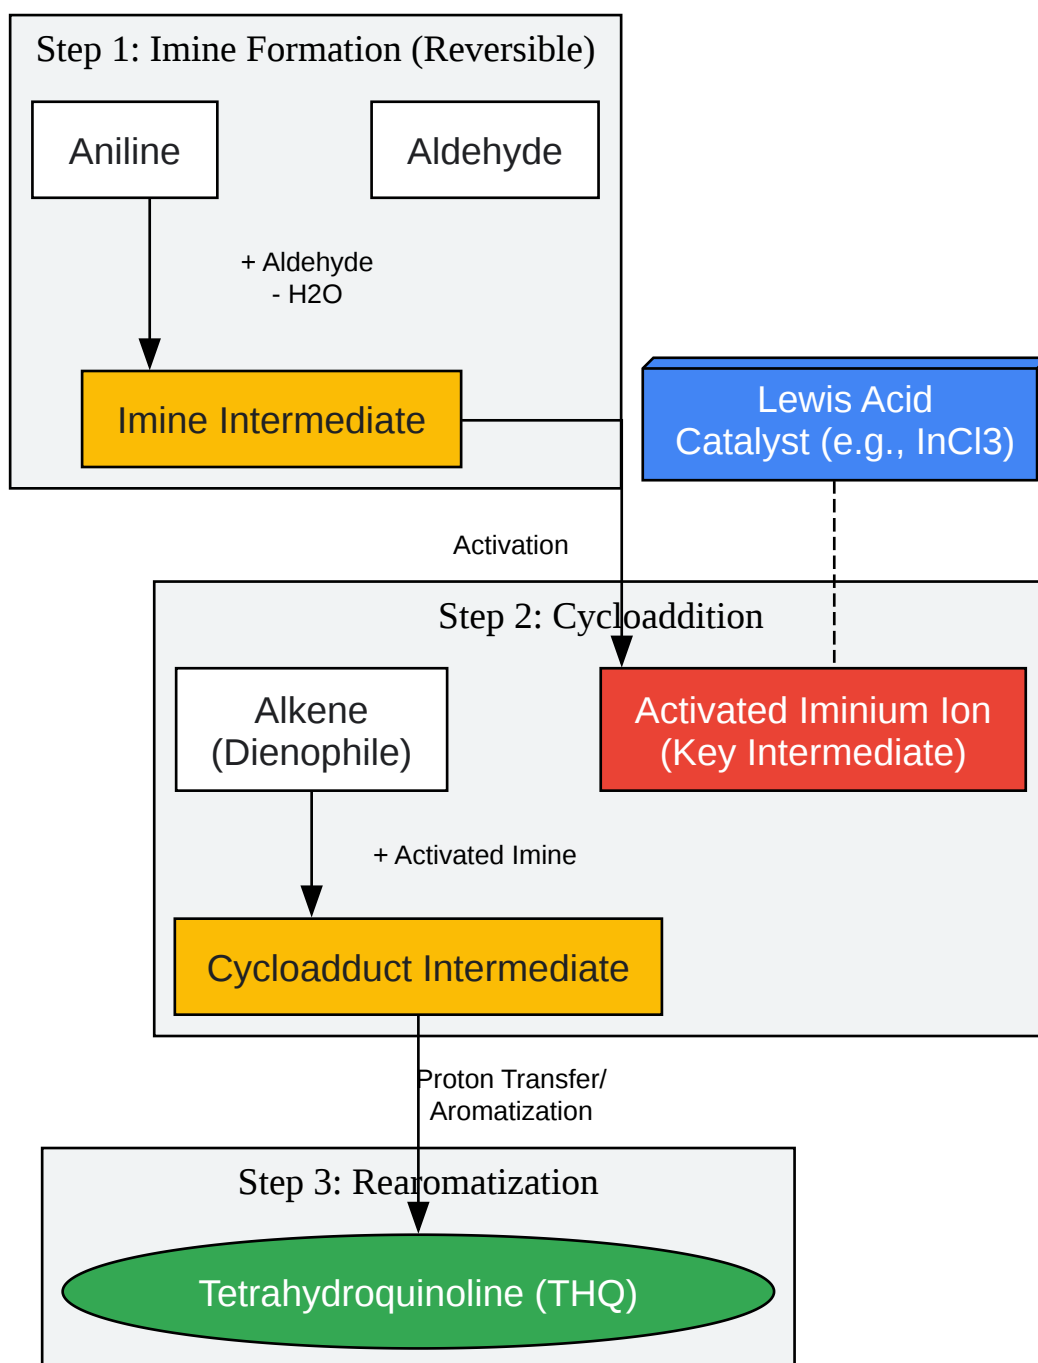 Step 1: Imine Formation (Reversible)
Aniline
Aldehyde
+ Aldehyde
- H2O
Imine Intermediate
Lewis Acid
Catalyst (e.g., InCl3)
Activation
Step 2: Cycloaddition
Alkene
(Dienophile)
Activated Iminium Ion
(Key Intermediate)
+ Activated Imine
Cycloadduct Intermediate
Proton Transfer/
Aromatization
Step 3: Rearomatization
Tetrahydroquinoline (THQ)